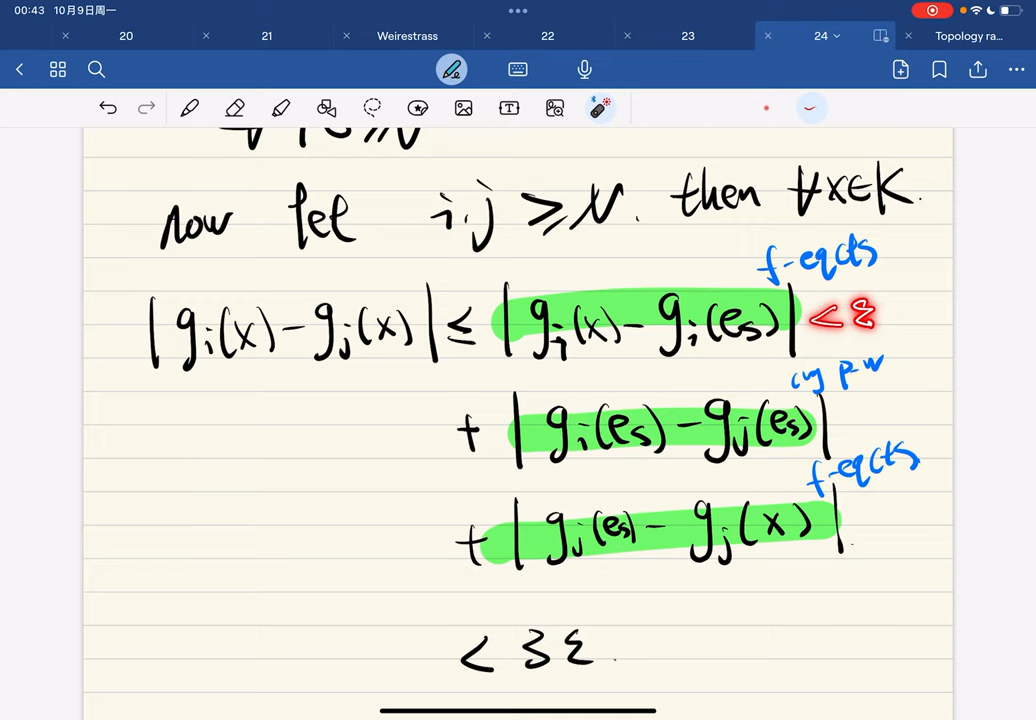 00:43 10月9日周一
20 21 Weirestrass 22 23 24 Topology ra...
now let i,j ≥ N. then ∀x∈K.
f-eqcts
|g_i(x) - g_j(x)| ≤ |g_i(x) - g_i(e_s)| < ε
cvg p-w
+ |g_i(e_s) - g_j(e_s)|
f-eqcts
+ |g_j(e_s) - g_j(x)|.
< 3ε.